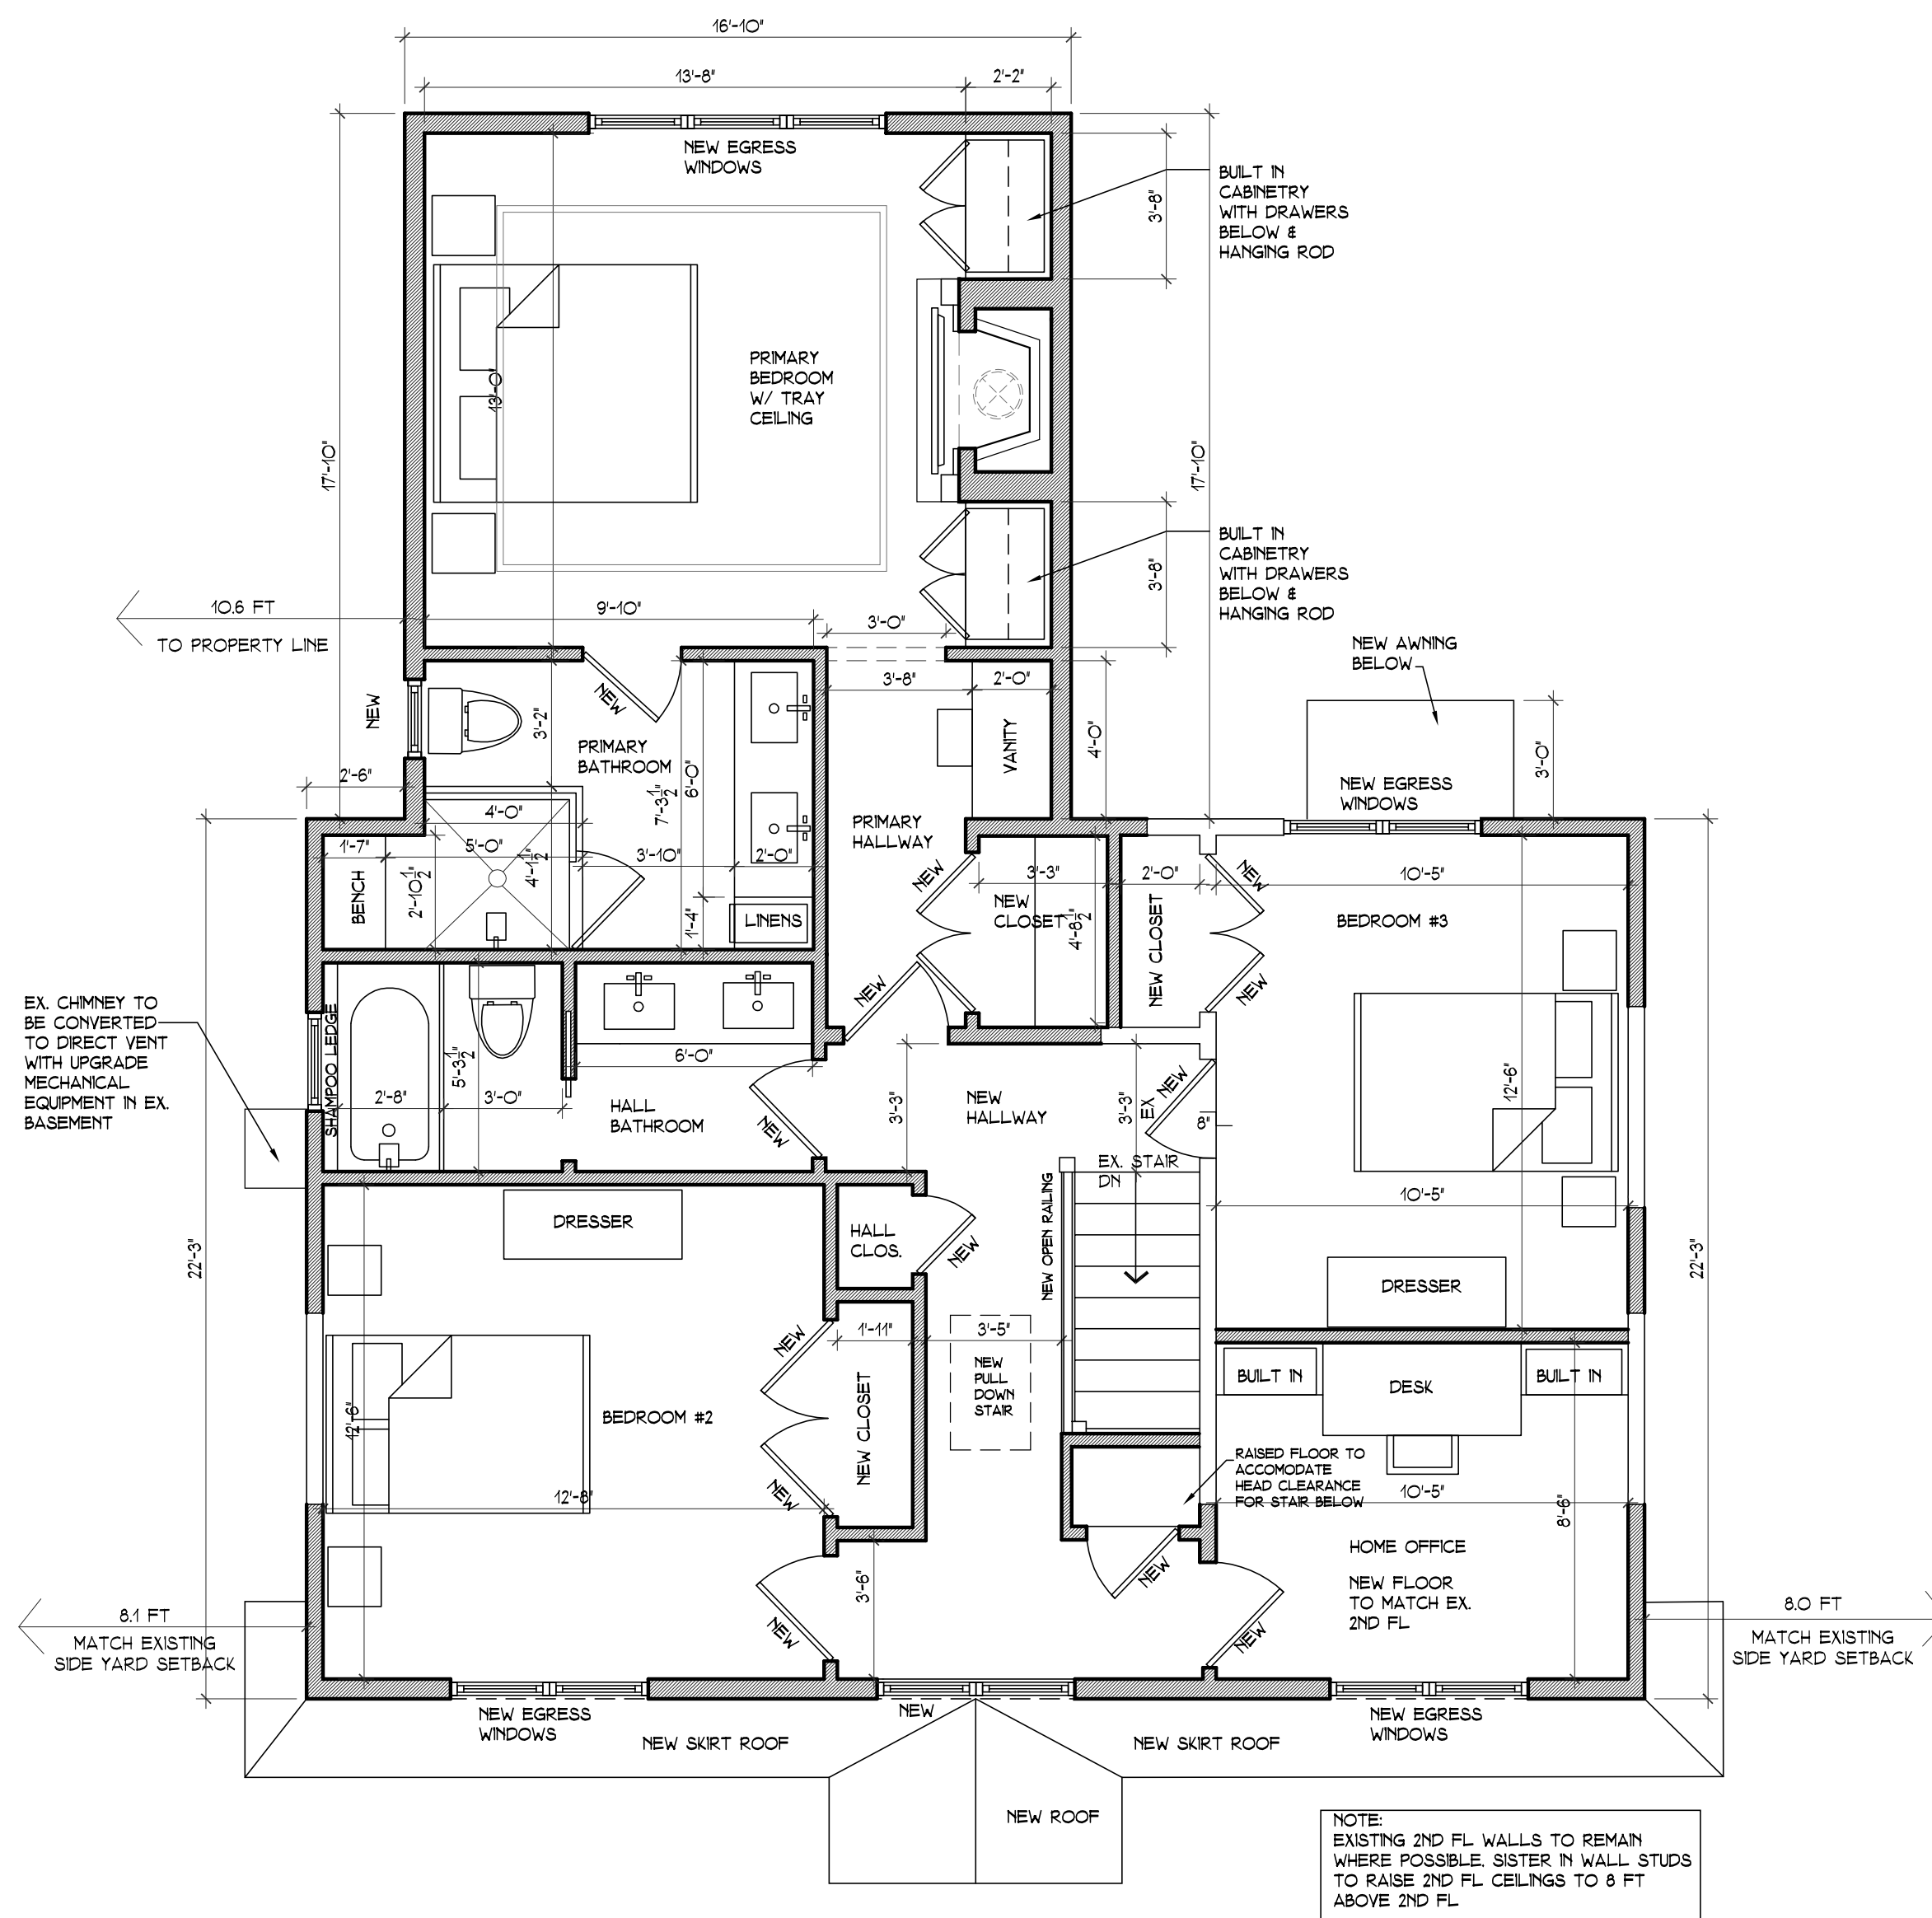 16'-10"
13'-8"
2'-2"
NEW EGRESS
WINDOWS
3'-8"
BUILT IN
CABINETRY
WITH DRAWERS
BELOW &
HANGING ROD
PRIMARY
BEDROOM
W/ TRAY
CEILING
13'-0"
17'-10"
17'-10"
3'-8"
BUILT IN
CABINETRY
WITH DRAWERS
BELOW &
HANGING ROD
10.6 FT
TO PROPERTY LINE
9'-10"
3'-0"
NEW AWNING
BELOW
NEW
NEW
3'-2"
PRIMARY
BATHROOM
7'-3 1/2"
6'-0"
3'-8"
2'-0"
VANITY
4'-0"
3'-0"
NEW EGRESS
WINDOWS
2'-6"
4'-0"
PRIMARY
HALLWAY
1'-7"
5'-0"
4'-1 1/2"
3'-10"
2'-0"
BENCH
2'-10 1/2"
1'-4"
LINENS
NEW
3'-3"
NEW
CLOSET
4'-8 1/2"
2'-0"
NEW CLOSET
NEW
NEW
10'-5"
BEDROOM #3
EX. CHIMNEY TO
BE CONVERTED
TO DIRECT VENT
WITH UPGRADE
MECHANICAL
EQUIPMENT IN EX.
BASEMENT
SHAMPOO LEDGE
2'-8"
5'-3 1/2"
3'-0"
6'-0"
HALL
BATHROOM
NEW
NEW
3'-3"
NEW
HALLWAY
3'-3"
EX
NEW
8"
12'-6"
EX. STAIR
DN
NEW OPEN RAILING
10'-5"
DRESSER
DRESSER
HALL
CLOS.
NEW
22'-3"
22'-3"
NEW
1'-11"
3'-5"
NEW
PULL
DOWN
STAIR
BUILT IN
DESK
BUILT IN
12'-6"
BEDROOM #2
NEW CLOSET
NEW
12'-8"
RAISED FLOOR TO
ACCOMODATE
HEAD CLEARANCE
FOR STAIR BELOW
10'-5"
8'-6"
HOME OFFICE
NEW FLOOR
TO MATCH EX.
2ND FL
3'-6"
NEW
NEW
NEW
8.1 FT
MATCH EXISTING
SIDE YARD SETBACK
8.0 FT
MATCH EXISTING
SIDE YARD SETBACK
NEW EGRESS
WINDOWS
NEW
NEW EGRESS
WINDOWS
NEW SKIRT ROOF
NEW SKIRT ROOF
NEW ROOF
NOTE:
EXISTING 2ND FL WALLS TO REMAIN
WHERE POSSIBLE. SISTER IN WALL STUDS
TO RAISE 2ND FL CEILINGS TO 8 FT
ABOVE 2ND FL